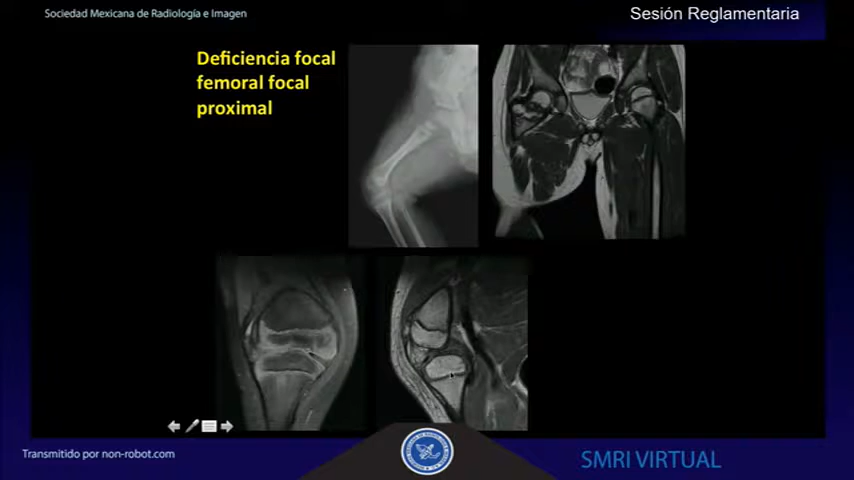 Sociedad Mexicana de Radiología e Imagen
Sesión Reglamentaria
Deficiencia focal
femoral focal
proximal
Transmitido por non-robot.com
SMRI VIRTUAL